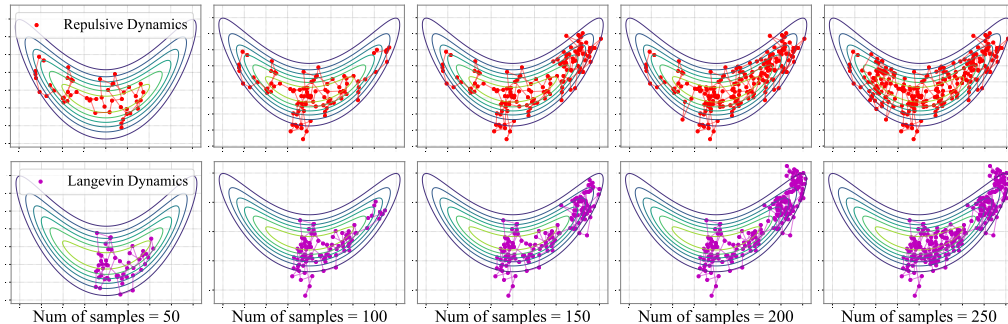 Repulsive Dynamics
Langevin Dynamics
Num of samples = 50
Num of samples = 100
Num of samples = 150
Num of samples = 200
Num of samples = 250